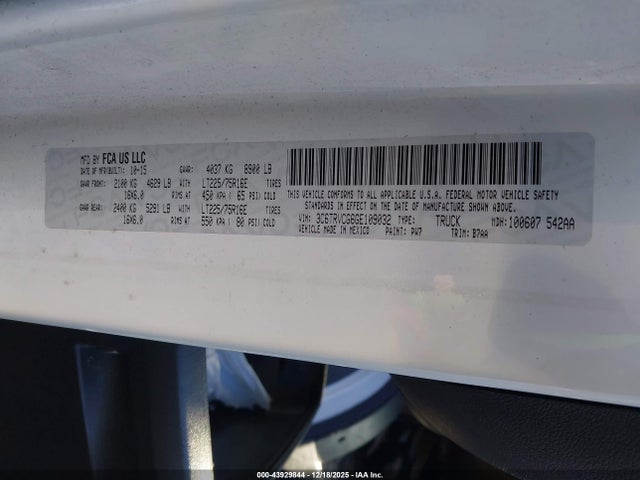 MFD BY FCA US LLC
DATE OF MFR(BUILT): 10-15 GVWR: 4037 KG 8900 LB
GAWR FRONT: 2100 KG 4629 LB WITH LT225/75R16E TIRES
16X6.0 RIMS AT 450 KPA( 65 PSI) COLD
GAWR REAR: 2400 KG 5291 LB WITH LT225/75R16E TIRES
16X6.0 RIMS AT 550 KPA( 80 PSI) COLD
THIS VEHICLE CONFORMS TO ALL APPLICABLE U.S.A. FEDERAL MOTOR VEHICLE SAFETY
STANDARDS IN EFFECT ON THE DATE OF MANUFACTURE SHOWN ABOVE.
VIN: 3C6TRVCG8GE109032 TYPE: TRUCK MDH: 100607 542AA
VEHICLE MADE IN MEXICO PAINT: PW7 TRIM: B7AA
000-43929844 - 12/18/2025 - IAA Inc.